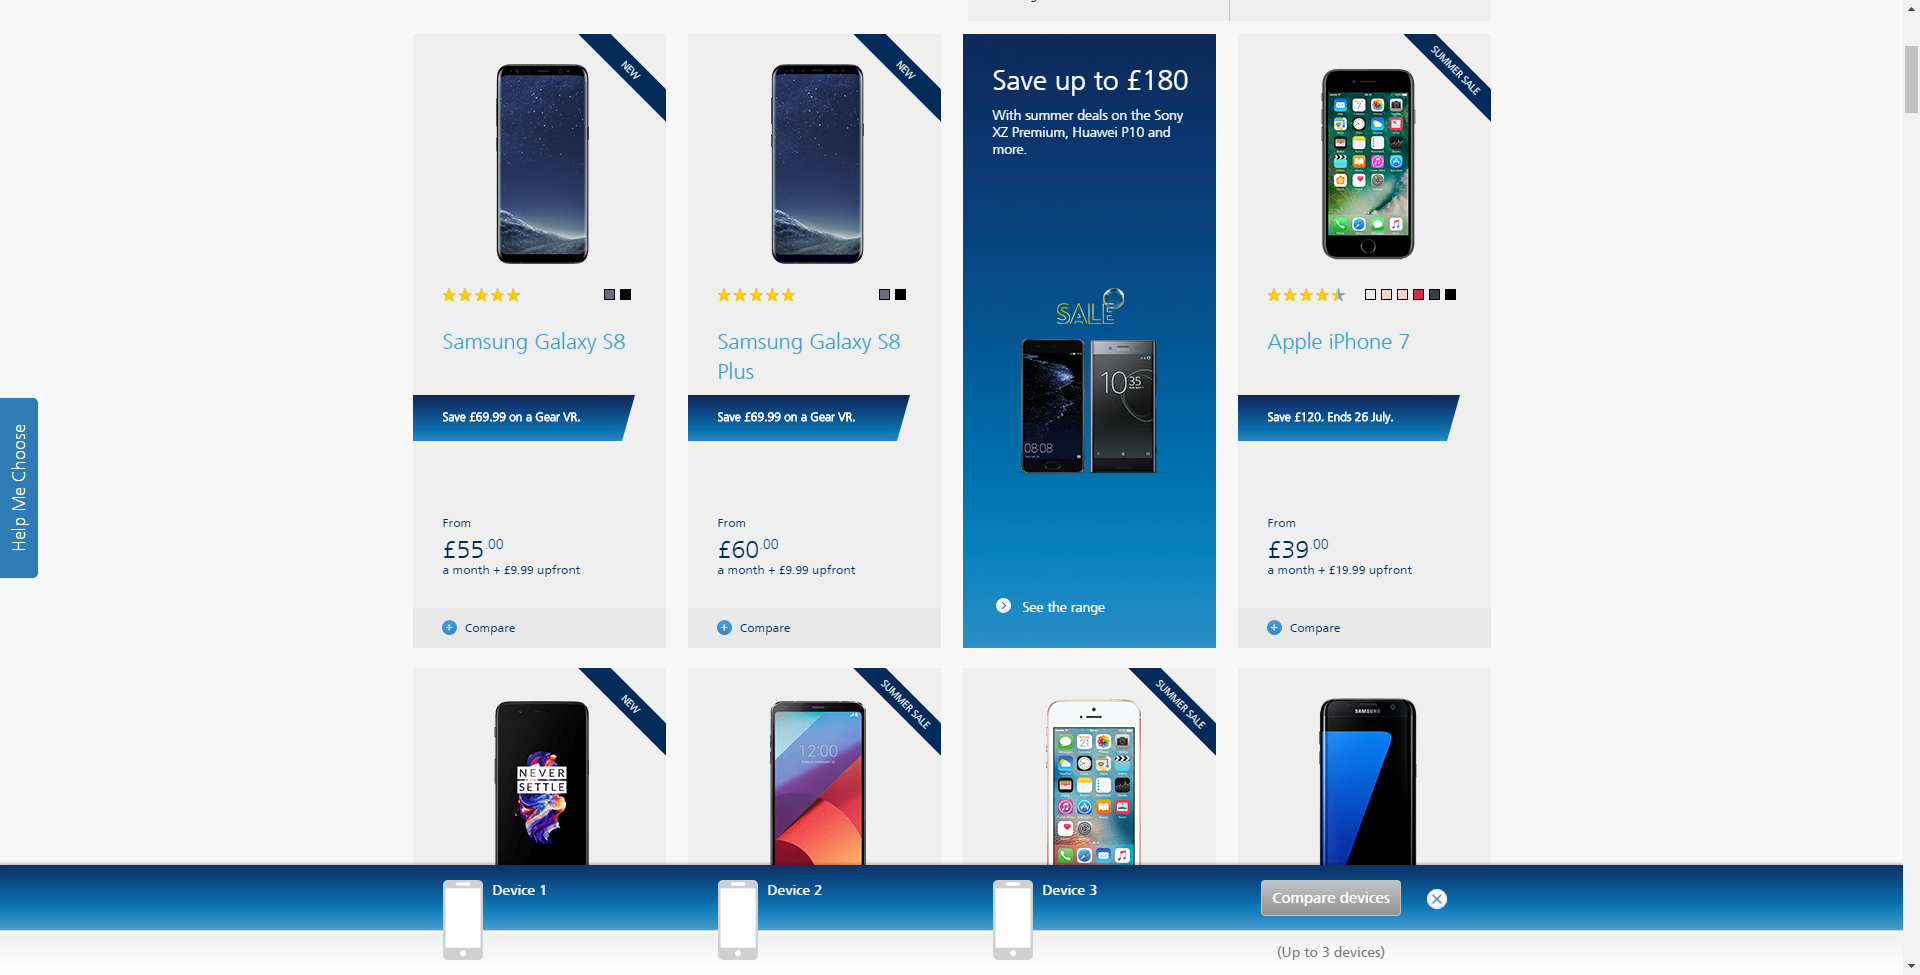 NEW
NEW
Save up to £180
With summer deals on the Sony
XZ Premium, Huawei P10 and
more.
SUMMER SALE
SALE
10 35
08:08
Samsung Galaxy S8
Samsung Galaxy S8
Plus
Apple iPhone 7
Save £69.99 on a Gear VR.
Save £69.99 on a Gear VR.
Save £120. Ends 26 July.
Help Me Choose
From
£55.00
a month + £9.99 upfront
From
£60.00
a month + £9.99 upfront
From
£39.00
a month + £19.99 upfront
See the range
Compare
Compare
Compare
NEW
SUMMER SALE
SUMMER SALE
SAMSUNG
NEVER
SETTLE
12:00
Device 1
Device 2
Device 3
Compare devices
(Up to 3 devices)